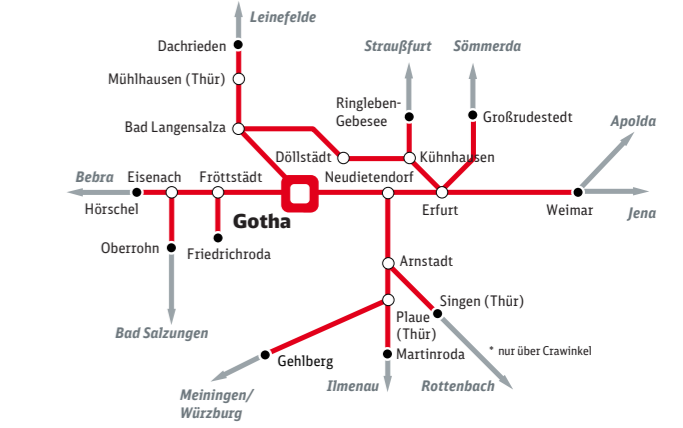 Leinefelde
Dachrieden
Straußfurt
Sömmerda
Mühlhausen (Thür)
Ringleben-
Gebesee
Großrudestedt
Apolda
Bad Langensalza
Döllstädt
Kühnhausen
Bebra
Eisenach
Fröttstädt
Neudietendorf
Hörschel
Gotha
Erfurt
Weimar
Jena
Oberrohn
Friedrichroda
Arnstadt
Singen (Thür)
Bad Salzungen
Plaue
(Thür)
Gehlberg
Martinroda
* nur über Crawinkel
Meiningen/
Würzburg
Ilmenau
Rottenbach